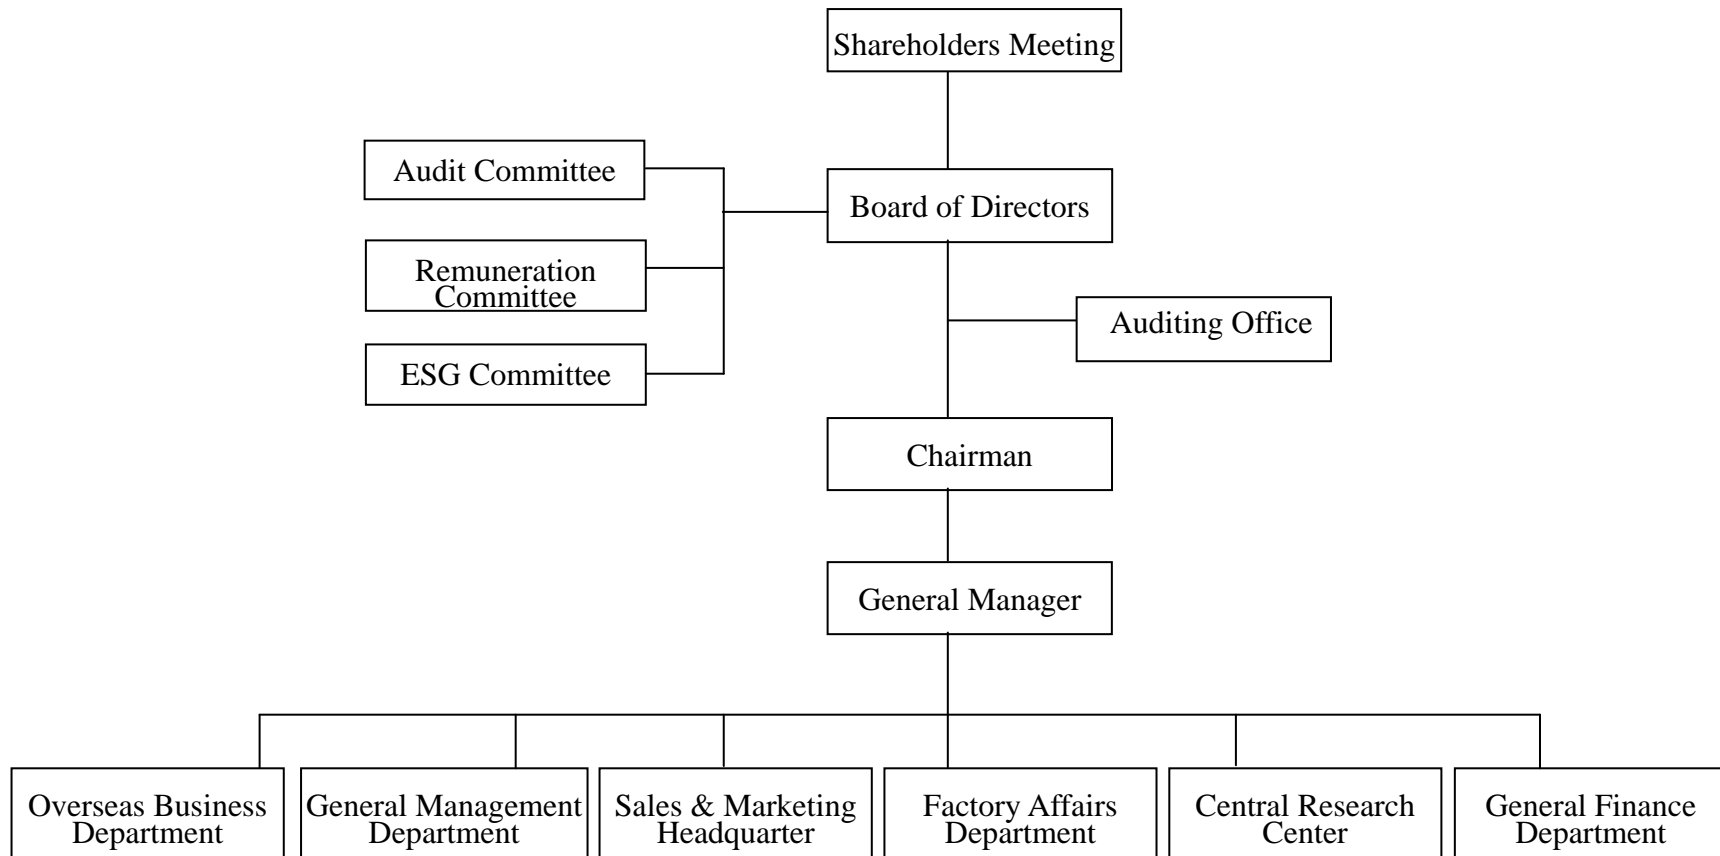 Shareholders Meeting
Audit Committee
Board of Directors
Remuneration
Committee
Auditing Office
ESG Committee
Chairman
General Manager
Overseas Business
Department
General Management
Department
Sales & Marketing
Headquarter
Factory Affairs
Department
Central Research
Center
General Finance
Department